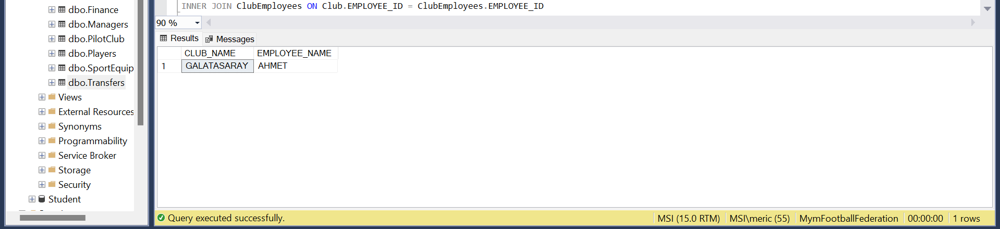 dbo.Finance
dbo.Managers
dbo.PilotClub
dbo.Players
dbo.SportEquip
dbo.Transfers
Views
External Resources
Synonyms
Programmability
Service Broker
Storage
Security
Student
INNER JOIN ClubEmployees ON Club.EMPLOYEE_ID = ClubEmployees.EMPLOYEE_ID
90 %
Results Messages
CLUB_NAME EMPLOYEE_NAME
1 GALATASARAY AHMET
Query executed successfully. MSI (15.0 RTM) MSI\meric (55) MymFootballFederation 00:00:00 1 rows